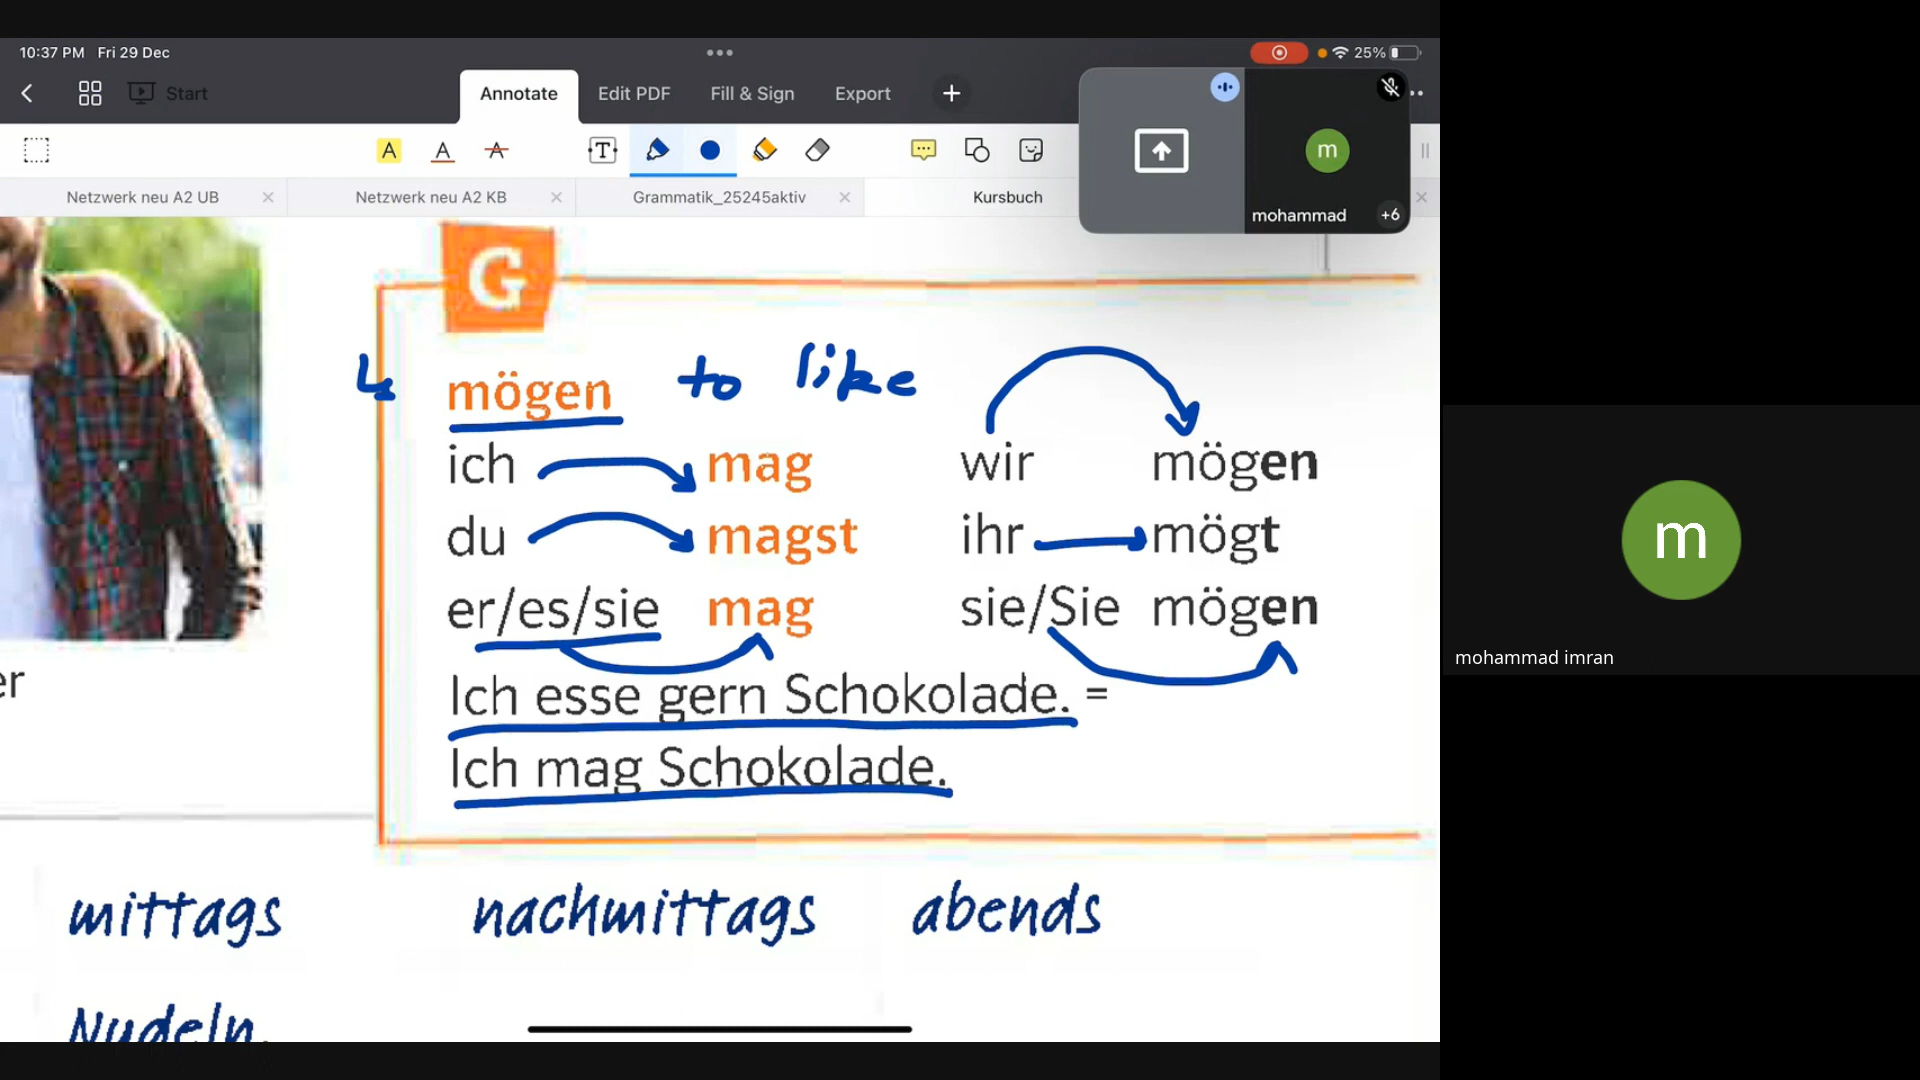 10:37 PM Fri 29 Dec
25%
Start
Annotate
Edit PDF
Fill & Sign
Export
A A A T
Netzwerk neu A2 UB
Netzwerk neu A2 KB
Grammatik_25245aktiv
Kursbuch
m
mohammad +6
G
mögen to like
ich mag wir mögen
du magst ihr mögt
er/es/sie mag sie/Sie mögen
Ich esse gern Schokolade. =
Ich mag Schokolade.
er
mittags nachmittags abends
Nudeln.
m
mohammad imran